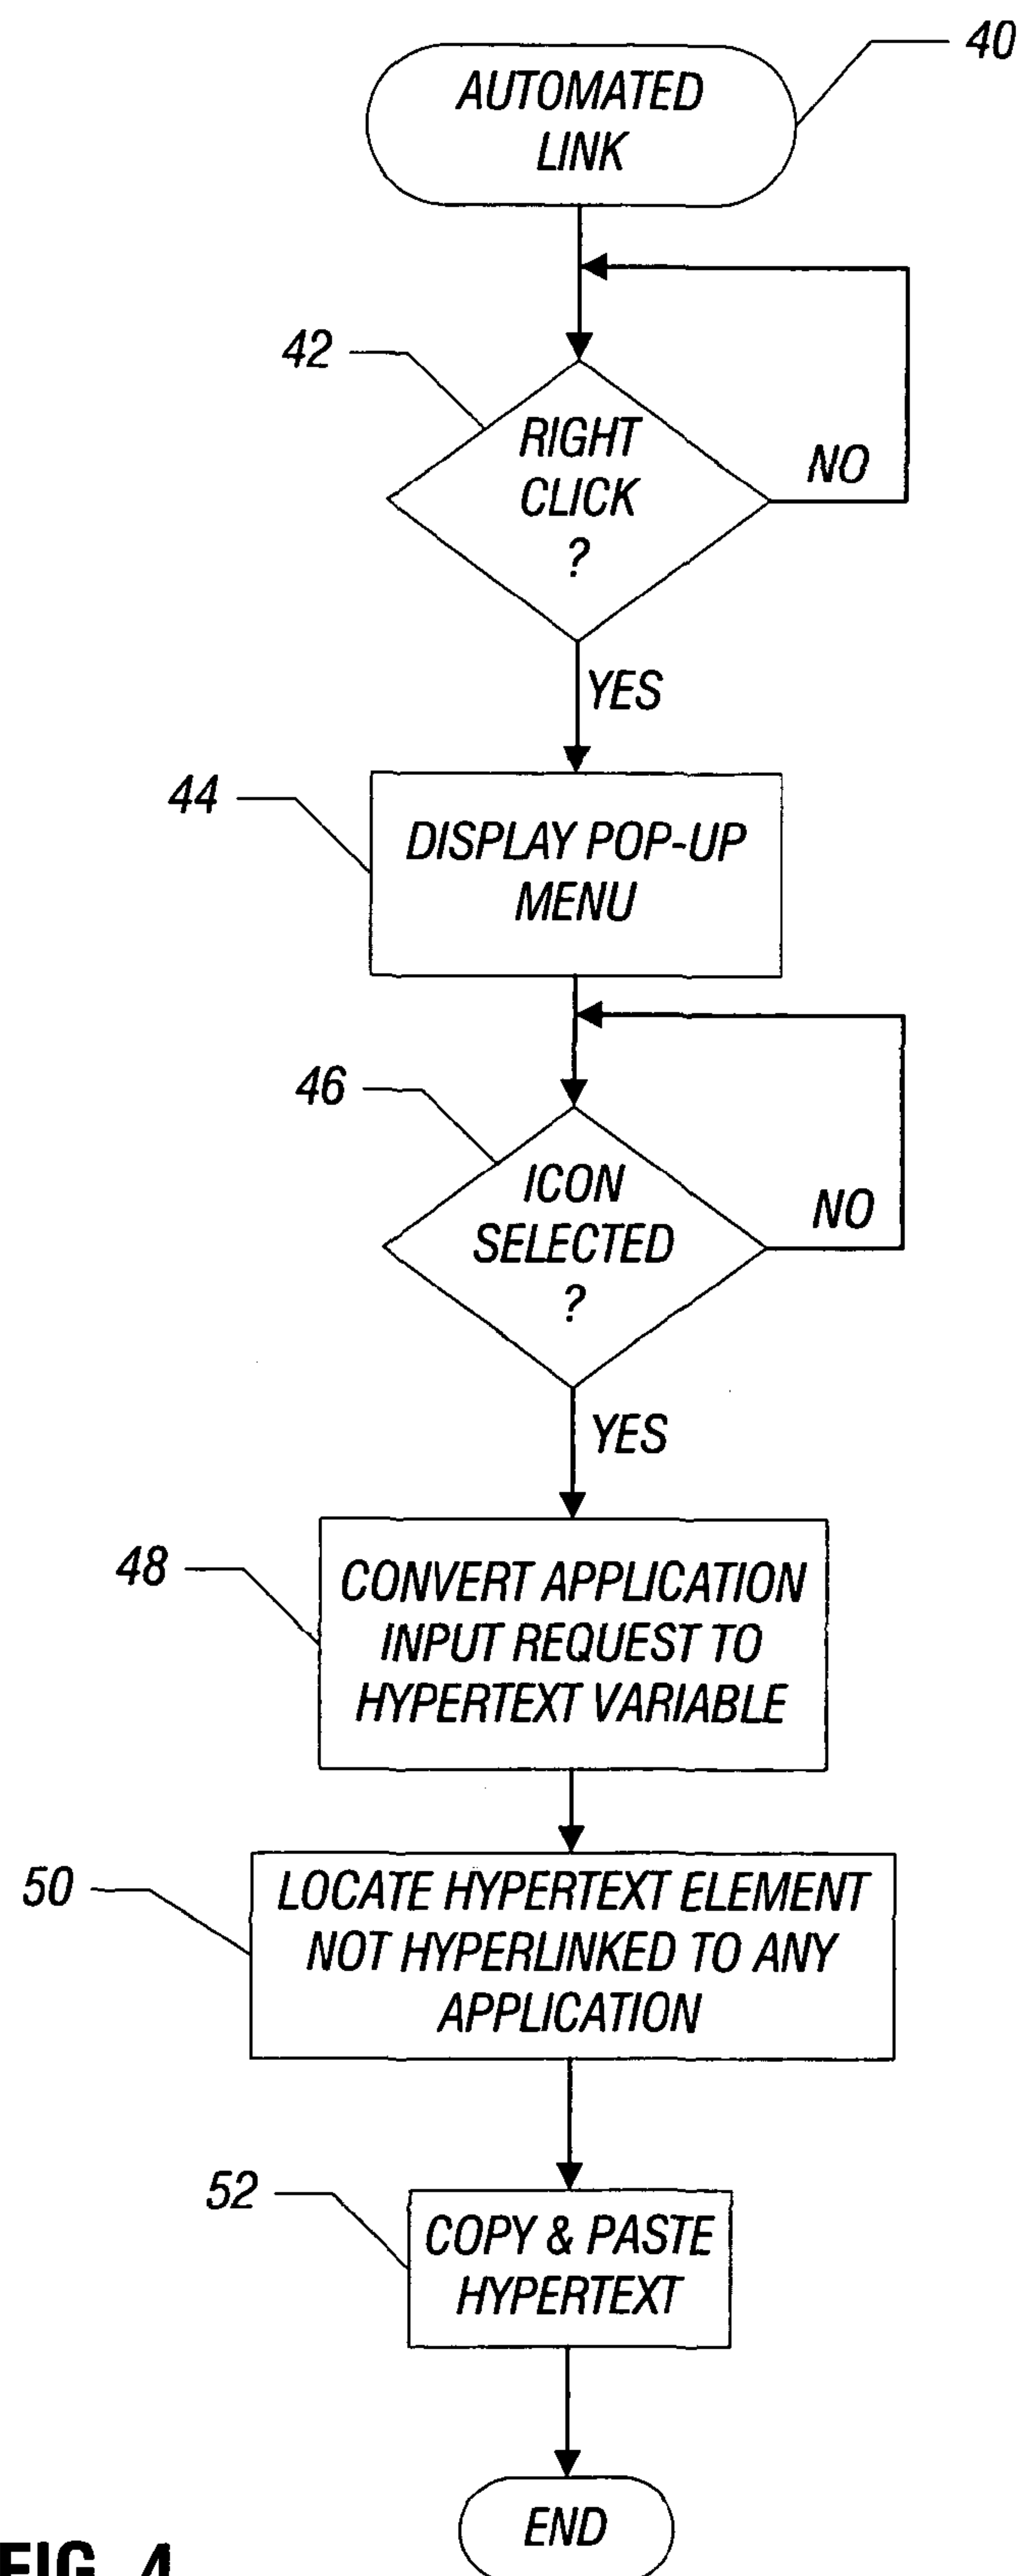 40
AUTOMATED
LINK
42
RIGHT
CLICK
?
NO
YES
44
DISPLAY POP-UP
MENU
46
ICON
SELECTED
?
NO
YES
48
CONVERT APPLICATION
INPUT REQUEST TO
HYPERTEXT VARIABLE
50
LOCATE HYPERTEXT ELEMENT
NOT HYPERLINKED TO ANY
APPLICATION
52
COPY & PASTE
HYPERTEXT
END
FIG. 4